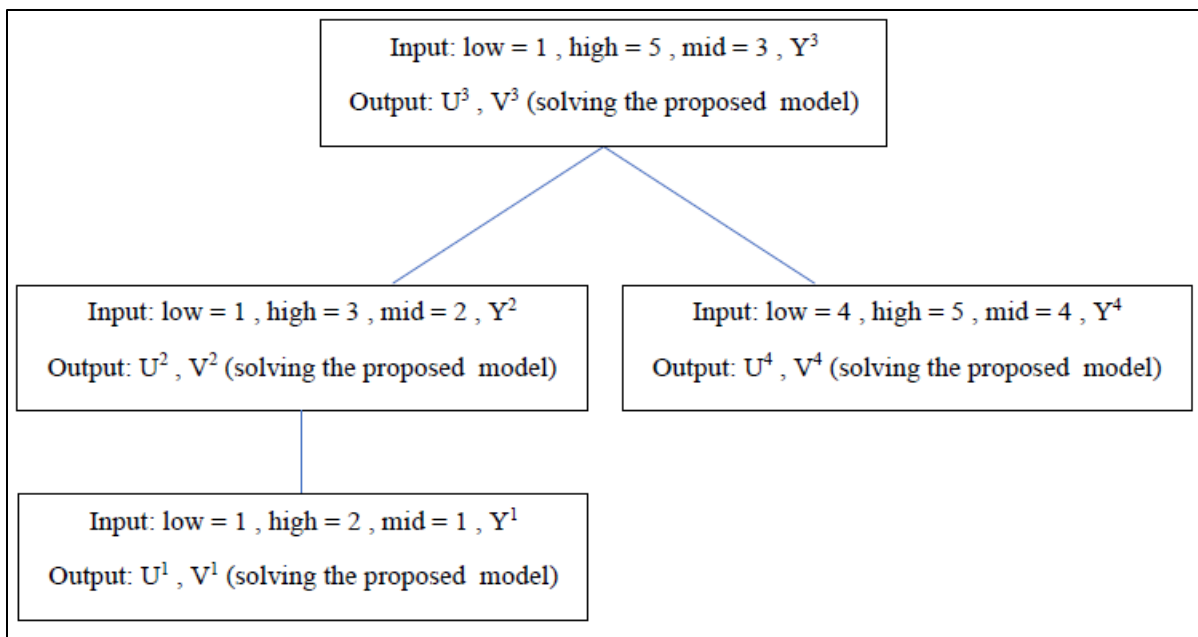 Input: low = 1 , high = 5 , mid = 3 , Y³
Output: U³ , V³ (solving the proposed model)
Input: low = 1 , high = 3 , mid = 2 , Y²
Output: U² , V² (solving the proposed model)
Input: low = 4 , high = 5 , mid = 4 , Y⁴
Output: U⁴ , V⁴ (solving the proposed model)
Input: low = 1 , high = 2 , mid = 1 , Y¹
Output: U¹ , V¹ (solving the proposed model)